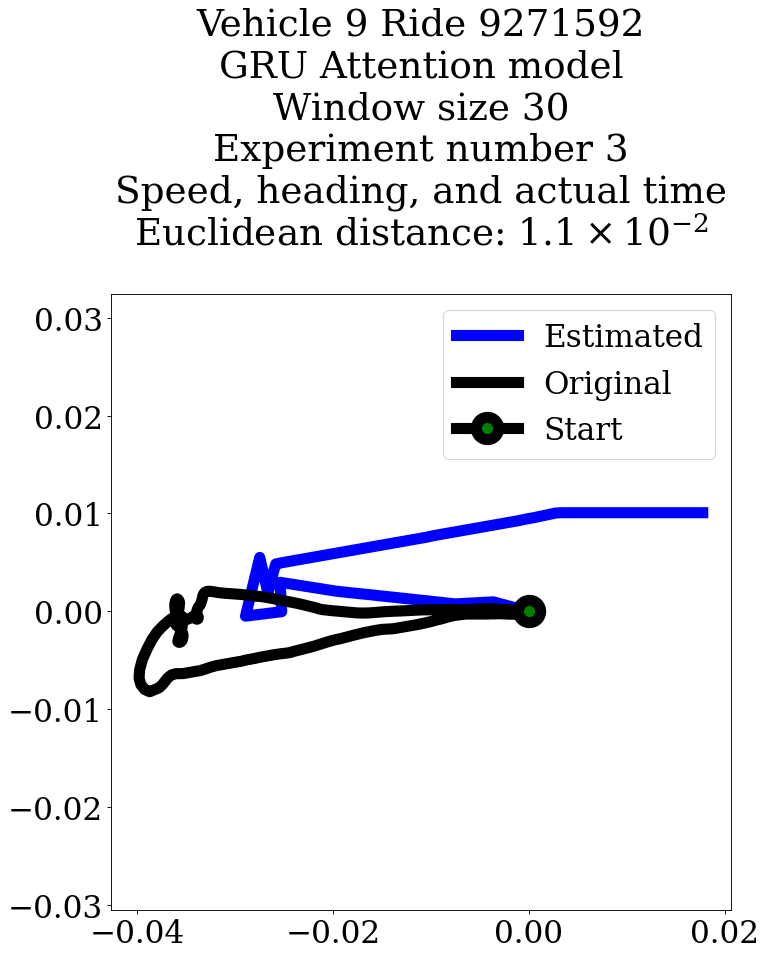 Vehicle 9 Ride 9271592
GRU Attention model
Window size 30
Experiment number 3
Speed, heading, and actual time
Euclidean distance: 1.1 × 10⁻²
Estimated
Original
Start
0.03
0.02
0.01
0.00
−0.01
−0.02
−0.03
−0.04
−0.02
0.00
0.02